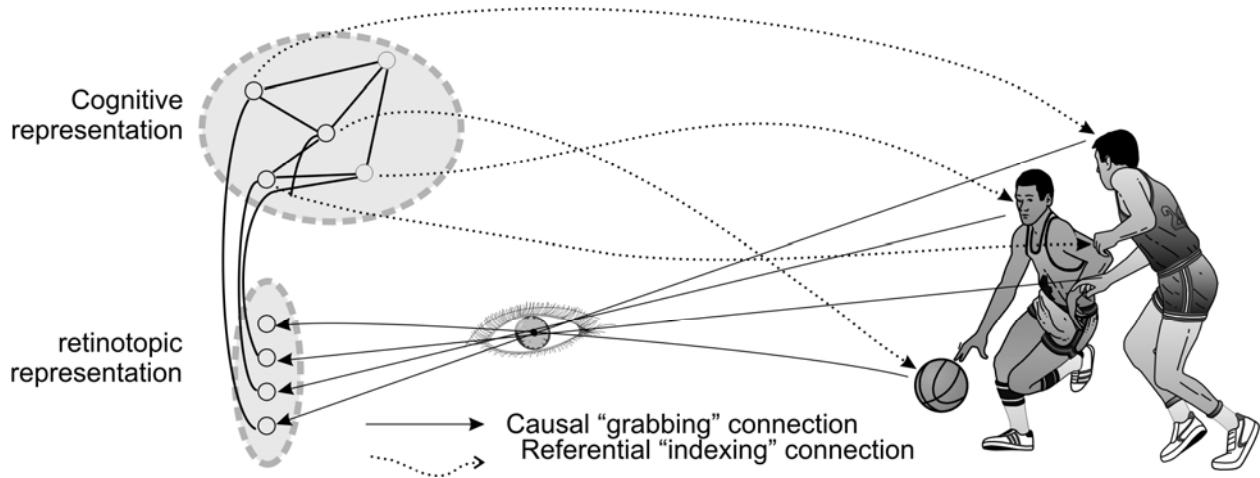 Cognitive
representation
retinotopic
representation
Causal “grabbing” connection
Referential “indexing” connection